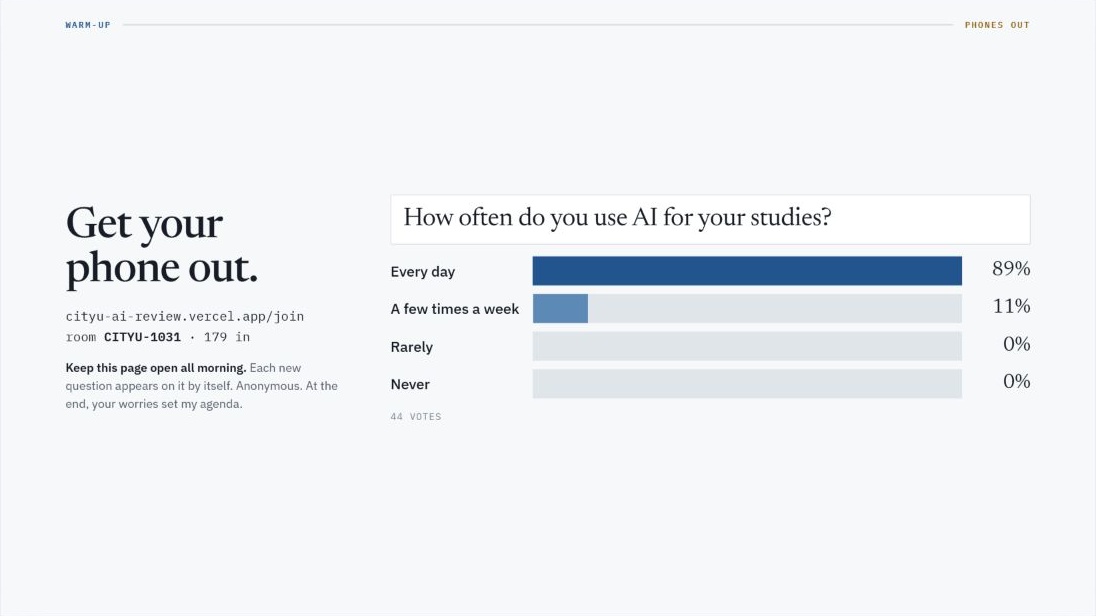 WARM-UP
PHONES OUT
Get your
phone out.
cityu-ai-review.vercel.app/join
room CITYU-1031 · 179 in
Keep this page open all morning. Each new
question appears on it by itself. Anonymous. At the
end, your worries set my agenda.
How often do you use AI for your studies?
Every day 89%
A few times a week 11%
Rarely 0%
Never 0%
44 VOTES